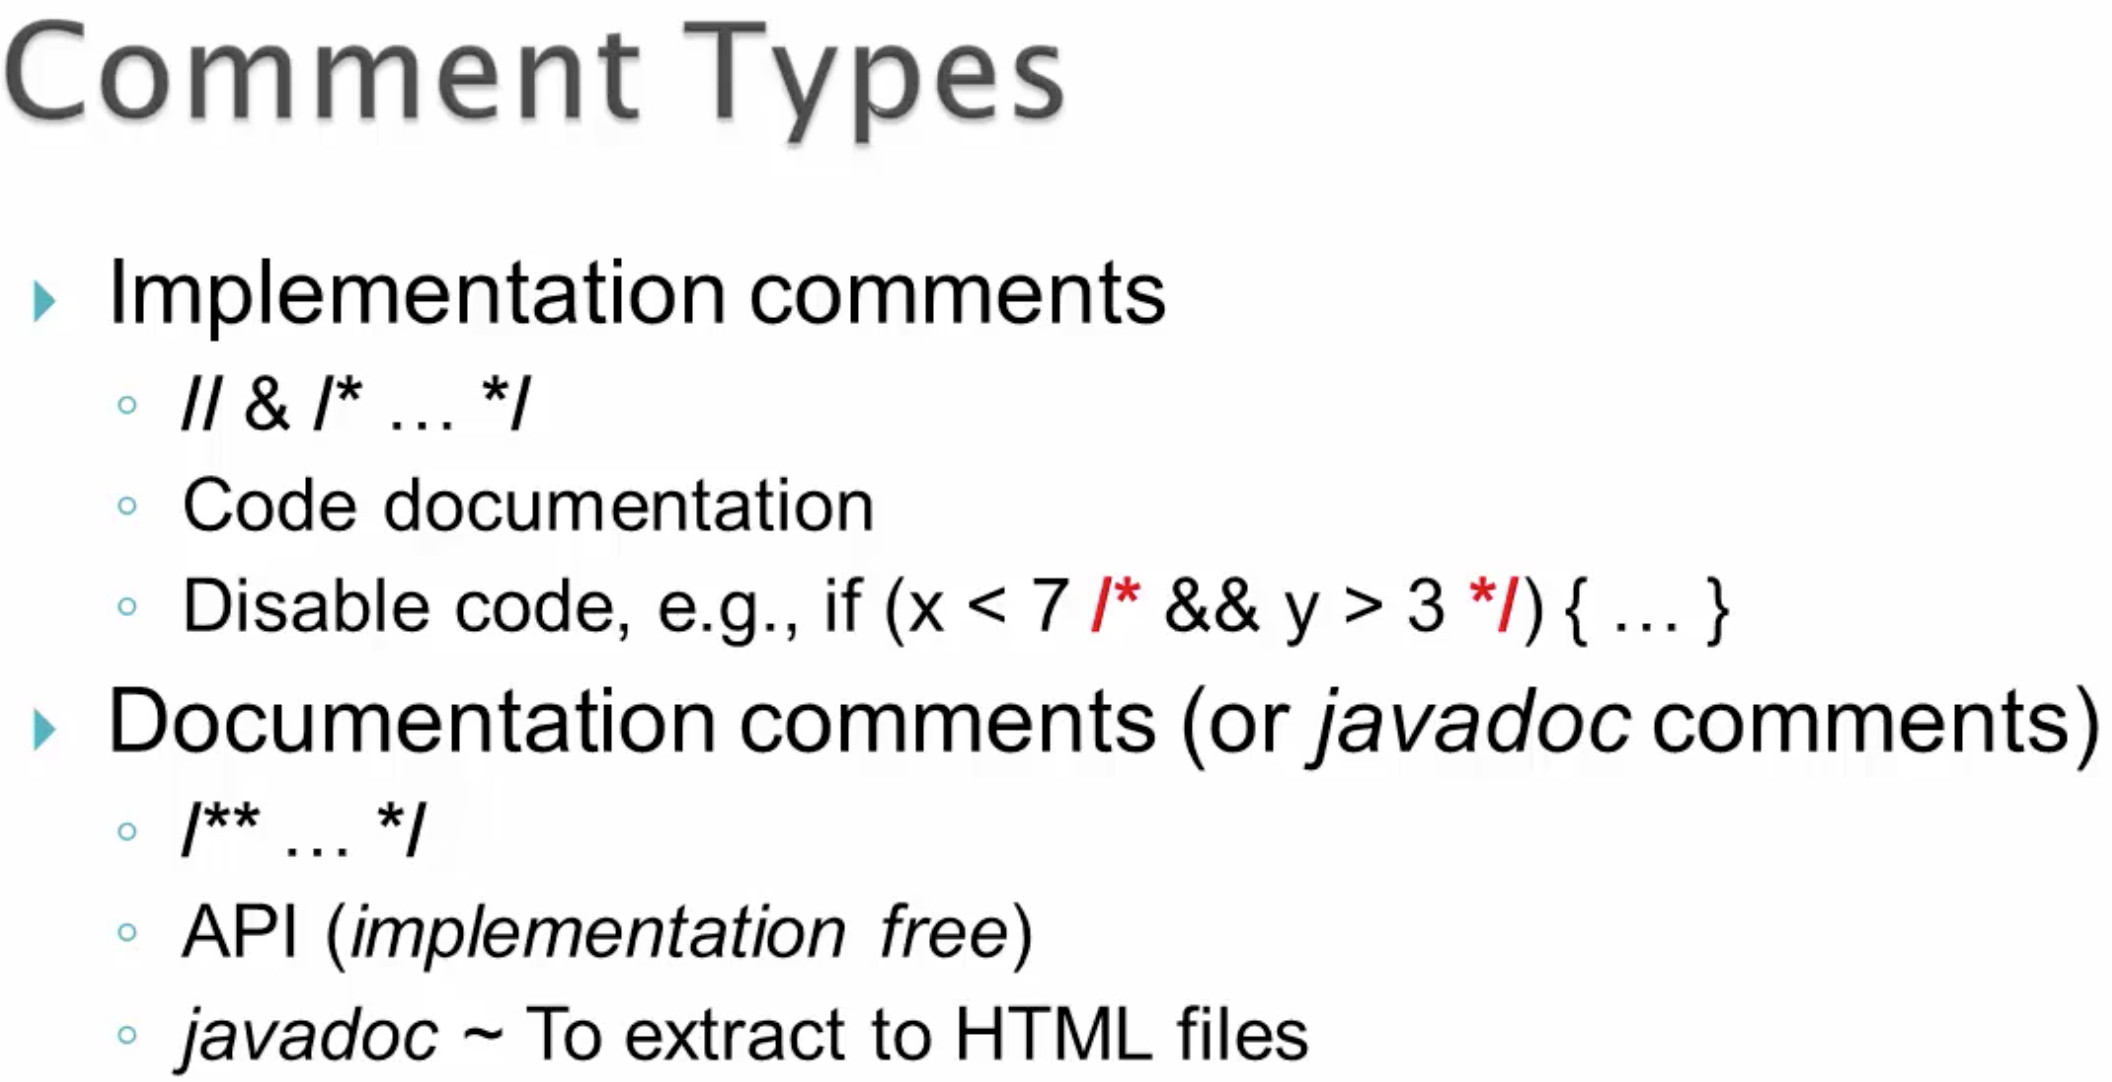 Comment Types
Implementation comments
// & /* … */
Code documentation
Disable code, e.g., if (x < 7 /* && y > 3 */) { … }
Documentation comments (or javadoc comments)
/** … */
API (implementation free)
javadoc ~ To extract to HTML files